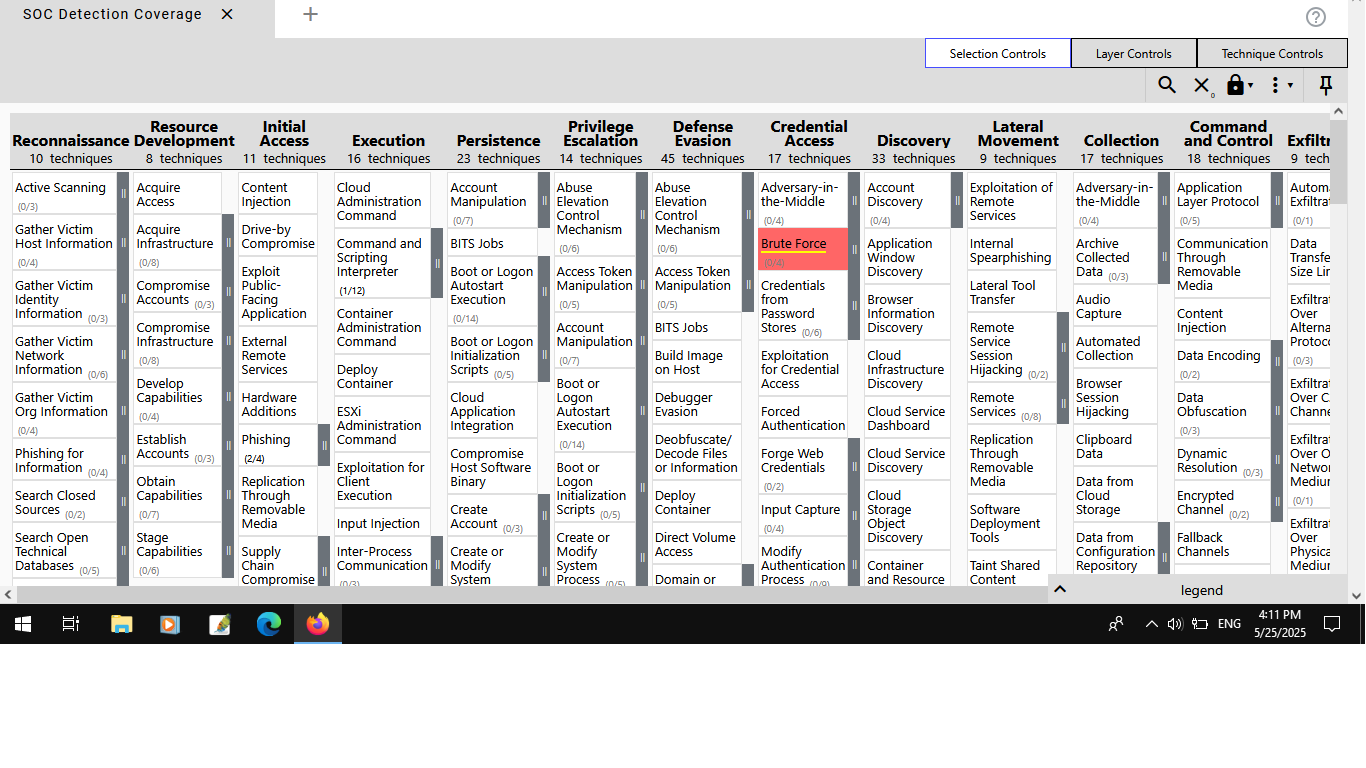 SOC Detection Coverage
Selection Controls
Layer Controls
Technique Controls
0
Reconnaissance
10 techniques
Active Scanning
(0/3)
Gather Victim
Host Information
(0/4)
Gather Victim
Identity
Information (0/3)
Gather Victim
Network
Information (0/6)
Gather Victim
Org Information
(0/4)
Phishing for
Information (0/4)
Search Closed
Sources (0/2)
Search Open
Technical
Databases (0/5)
Resource
Development
8 techniques
Acquire
Access
Acquire
Infrastructure
(0/8)
Compromise
Accounts (0/3)
Compromise
Infrastructure
(0/8)
Develop
Capabilities
(0/4)
Establish
Accounts (0/3)
Obtain
Capabilities
(0/7)
Stage
Capabilities
(0/6)
Initial
Access
11 techniques
Content
Injection
Drive-by
Compromise
Exploit
Public-
Facing
Application
External
Remote
Services
Hardware
Additions
Phishing
(2/4)
Replication
Through
Removable
Media
Supply
Chain
Compromise
Execution
16 techniques
Cloud
Administration
Command
Command and
Scripting
Interpreter
(1/12)
Container
Administration
Command
Deploy
Container
ESXi
Administration
Command
Exploitation for
Client
Execution
Input Injection
Inter-Process
Communication
(0/3)
Persistence
23 techniques
Account
Manipulation
(0/7)
BITS Jobs
Boot or Logon
Autostart
Execution
(0/14)
Boot or Logon
Initialization
Scripts (0/5)
Cloud
Application
Integration
Compromise
Host Software
Binary
Create
Account (0/3)
Create or
Modify
System
Privilege
Escalation
14 techniques
Abuse
Elevation
Control
Mechanism
(0/6)
Access Token
Manipulation
(0/5)
Account
Manipulation
(0/7)
Boot or
Logon
Autostart
Execution
(0/14)
Boot or
Logon
Initialization
Scripts (0/5)
Create or
Modify
System
Process (0/5)
Defense
Evasion
45 techniques
Abuse
Elevation
Control
Mechanism
(0/6)
Access Token
Manipulation
(0/5)
BITS Jobs
Build Image
on Host
Debugger
Evasion
Deobfuscate/
Decode Files
or Information
Deploy
Container
Direct Volume
Access
Domain or
Credential
Access
17 techniques
Adversary-in-
the-Middle
(0/4)
Brute Force
(0/4)
Credentials
from
Password
Stores (0/6)
Exploitation
for Credential
Access
Forced
Authentication
Forge Web
Credentials
(0/2)
Input Capture
(0/4)
Modify
Authentication
Process (0/9)
Discovery
33 techniques
Account
Discovery
(0/4)
Application
Window
Discovery
Browser
Information
Discovery
Cloud
Infrastructure
Discovery
Cloud Service
Dashboard
Cloud Service
Discovery
Cloud
Storage
Object
Discovery
Container
and Resource
Lateral
Movement
9 techniques
Exploitation of
Remote
Services
Internal
Spearphishing
Lateral Tool
Transfer
Remote
Service
Session
Hijacking (0/2)
Remote
Services (0/8)
Replication
Through
Removable
Media
Software
Deployment
Tools
Taint Shared
Content
Collection
17 techniques
Adversary-in-
the-Middle
(0/4)
Archive
Collected
Data (0/3)
Audio
Capture
Automated
Collection
Browser
Session
Hijacking
Clipboard
Data
Data from
Cloud
Storage
Data from
Configuration
Repository
Command
and Control
18 techniques
Application
Layer Protocol
(0/5)
Communication
Through
Removable
Media
Content
Injection
Data Encoding
(0/2)
Data
Obfuscation
(0/3)
Dynamic
Resolution (0/3)
Encrypted
Channel (0/2)
Fallback
Channels
Exfiltr
9 tech
Autom
Exfiltra
(0/1)
Data
Transfe
Size Lim
Exfiltra
Over
Alterna
Protoco
(0/3)
Exfiltra
Over C
Channe
Exfiltra
Over O
Networ
Mediun
(0/1)
Exfiltra
Over
Physica
Mediun
legend
ENG
4:11 PM
5/25/2025